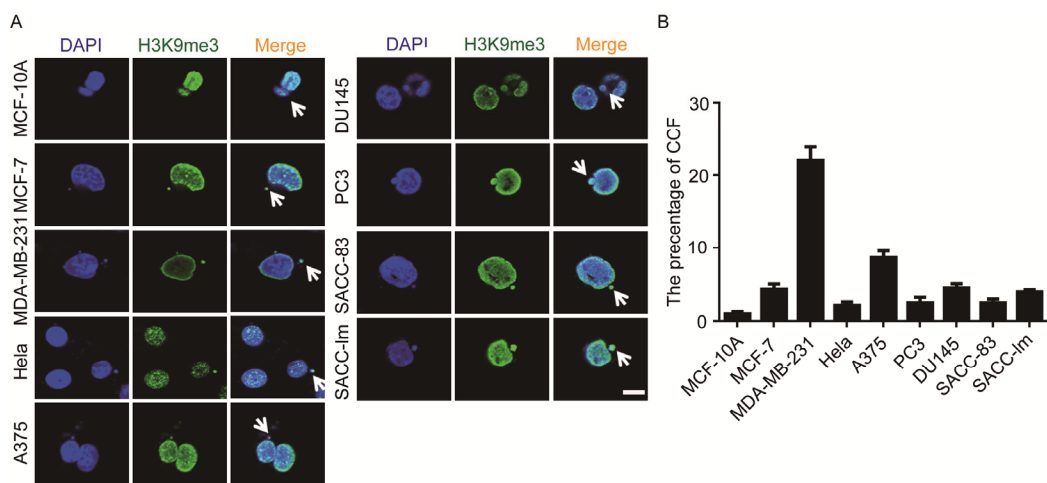 A
DAPI H3K9me3 Merge
MCF-10A
MCF-7
MDA-MB-231
Hela
A375
DAPI H3K9me3 Merge
DU145
PC3
SACC-83
SACC-lm
B
The precentage of CCF
30
20
10
0
MCF-10A
MCF-7
MDA-MB-231
Hela
A375
PC3
DU145
SACC-83
SACC-lm